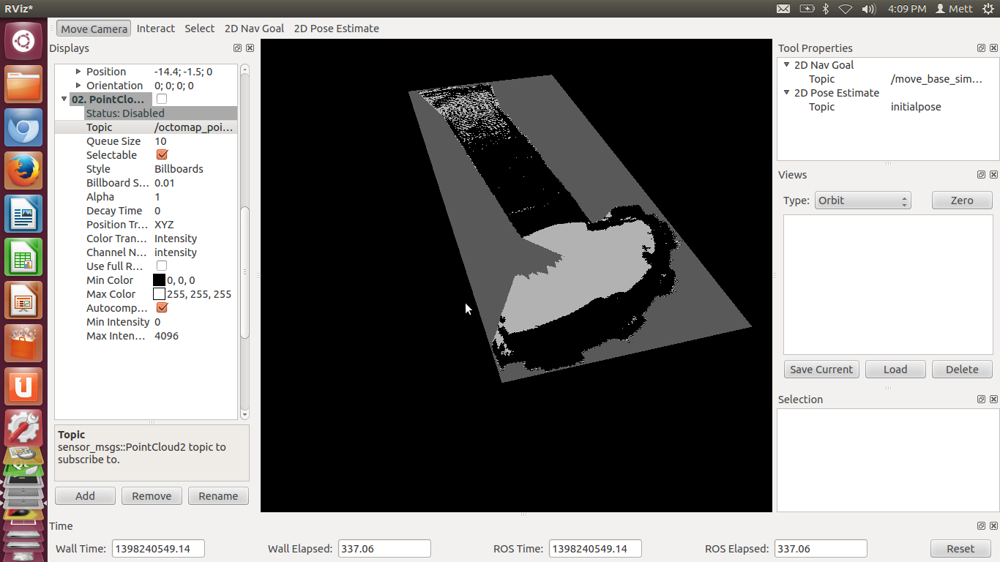 RViz*
4:09 PM Mett
Move Camera Interact Select 2D Nav Goal 2D Pose Estimate
Displays
Position -14.4; -1.5; 0
Orientation 0; 0; 0; 0
02. PointClo...
Status: Disabled
Topic /octomap_poi...
Queue Size 10
Selectable
Style Billboards
Billboard S... 0.01
Alpha 1
Decay Time 0
Position Tr... XYZ
Color Tran... Intensity
Channel N... intensity
Use full R...
Min Color 0, 0, 0
Max Color 255, 255, 255
Autocomp...
Min Intensity 0
Max Inten... 4096
Topic
sensor_msgs::PointCloud2 topic to
subscribe to.
Add Remove Rename
Tool Properties
2D Nav Goal
Topic /move_base_sim...
2D Pose Estimate
Topic initialpose
Views
Type: Orbit Zero
Save Current Load Delete
Selection
Time
Wall Time: 1398240549.14 Wall Elapsed: 337.06 ROS Time: 1398240549.14 ROS Elapsed: 337.06 Reset